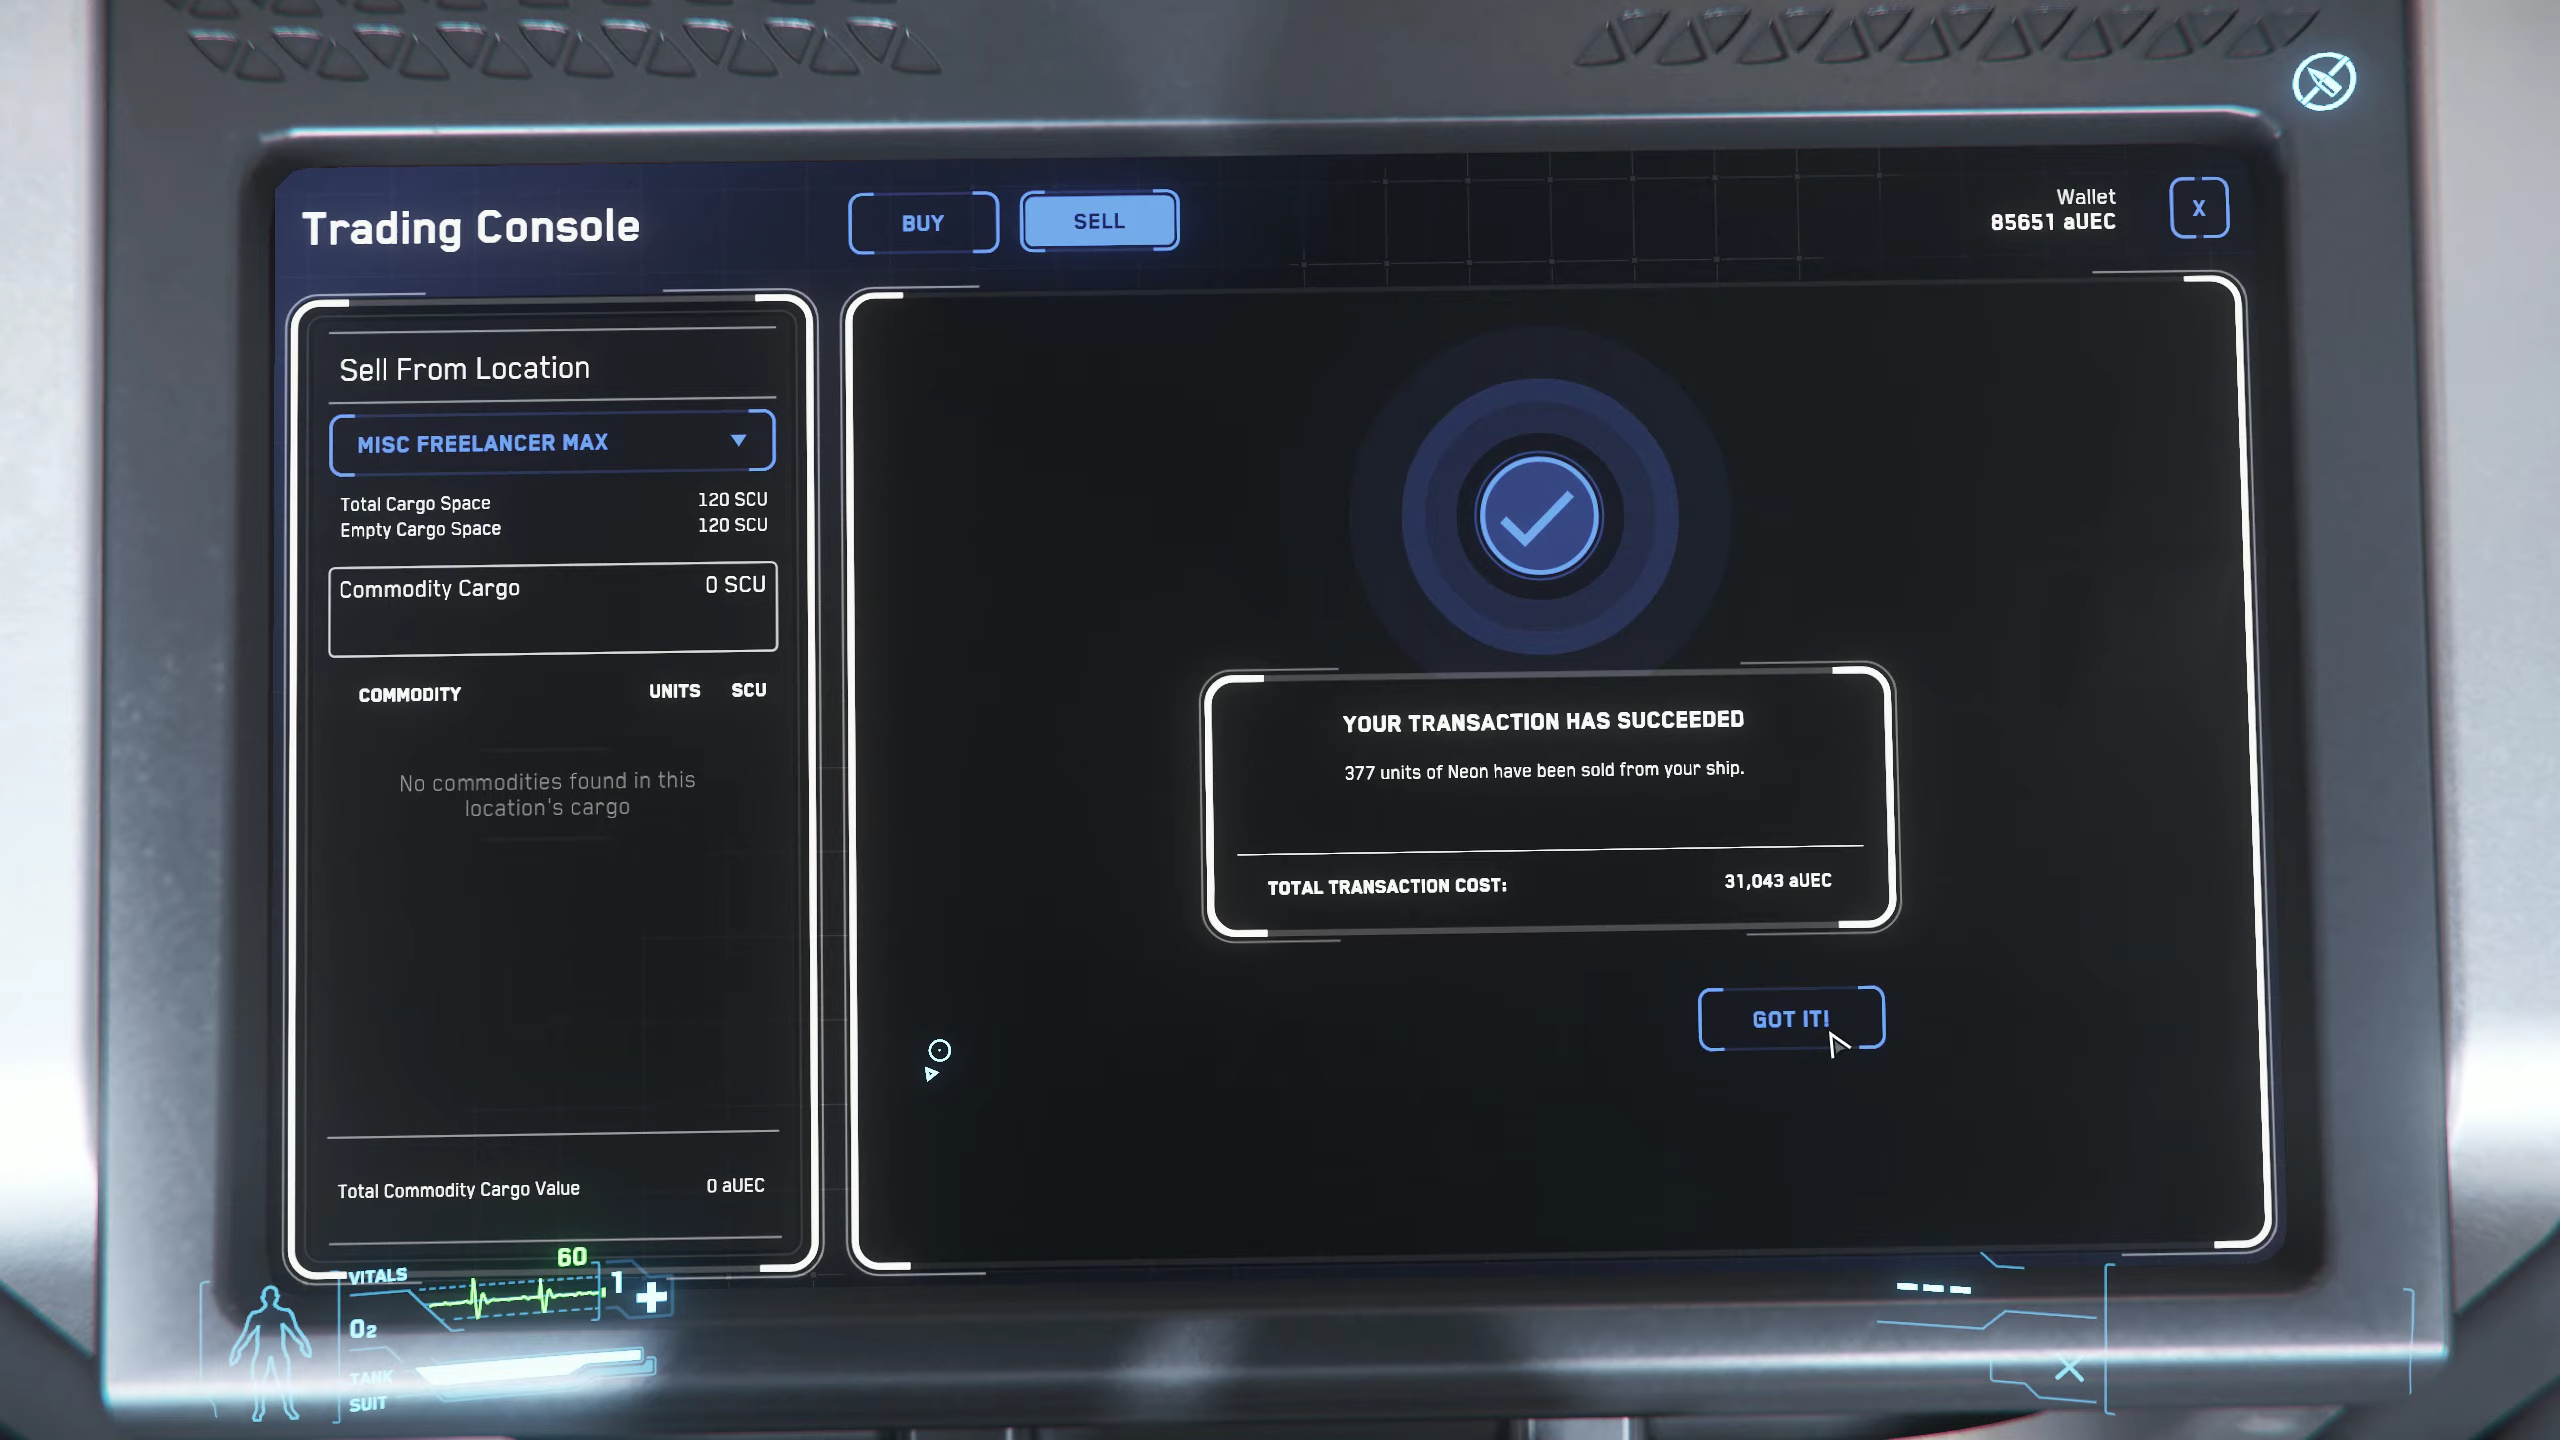 Trading Console
BUY
SELL
Wallet
85651 aUEC
X
Sell From Location
MISC FREELANCER MAX
Total Cargo Space 120 SCU
Empty Cargo Space 120 SCU
Commodity Cargo 0 SCU
COMMODITY UNITS SCU
No commodities found in this
location's cargo
Total Commodity Cargo Value 0 aUEC
YOUR TRANSACTION HAS SUCCEEDED
377 units of Neon have been sold from your ship.
TOTAL TRANSACTION COST: 31,043 aUEC
GOT IT!
60
VITALS
1
O2
TANK
SUIT